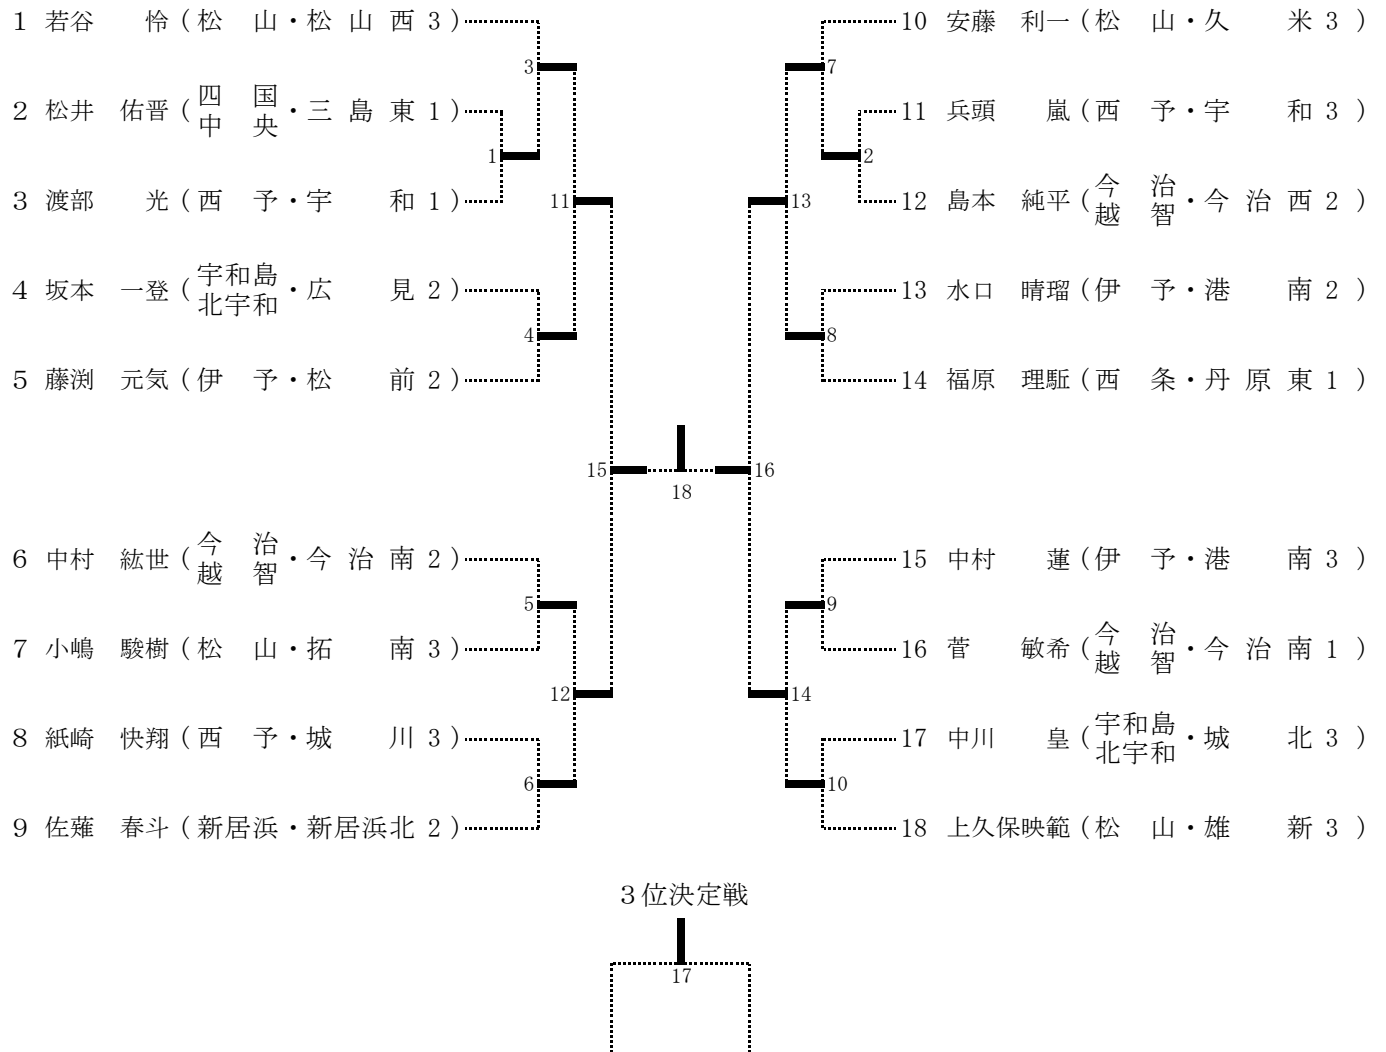 1 若谷 怜 (松 山・松 山 西 3)
3
2 松井 佑晋 (四 国 中 央・三 島 東 1)
1
3 渡部 光 (西 予・宇 和 1)
11
4 坂本 一登 (宇和島 北宇和・広 見 2)
4
5 藤渕 元気 (伊 予・松 前 2)
15
6 中村 紘世 (今 治 越 智・今 治 南 2)
5
7 小嶋 駿樹 (松 山・拓 南 3)
12
8 紙崎 快翔 (西 予・城 川 3)
6
9 佐薙 春斗 (新居浜・新居浜北 2)
18
10 安藤 利一 (松 山・久 米 3)
7
11 兵頭 嵐 (西 予・宇 和 3)
2
12 島本 純平 (今 治 越 智・今 治 西 2)
13
13 水口 晴瑠 (伊 予・港 南 2)
8
14 福原 理駈 (西 条・丹 原 東 1)
16
15 中村 蓮 (伊 予・港 南 3)
9
16 菅 敏希 (今 治 越 智・今 治 南 1)
14
17 中川 皇 (宇和島 北宇和・城 北 3)
10
18 上久保映範 (松 山・雄 新 3)
3位決定戦
17